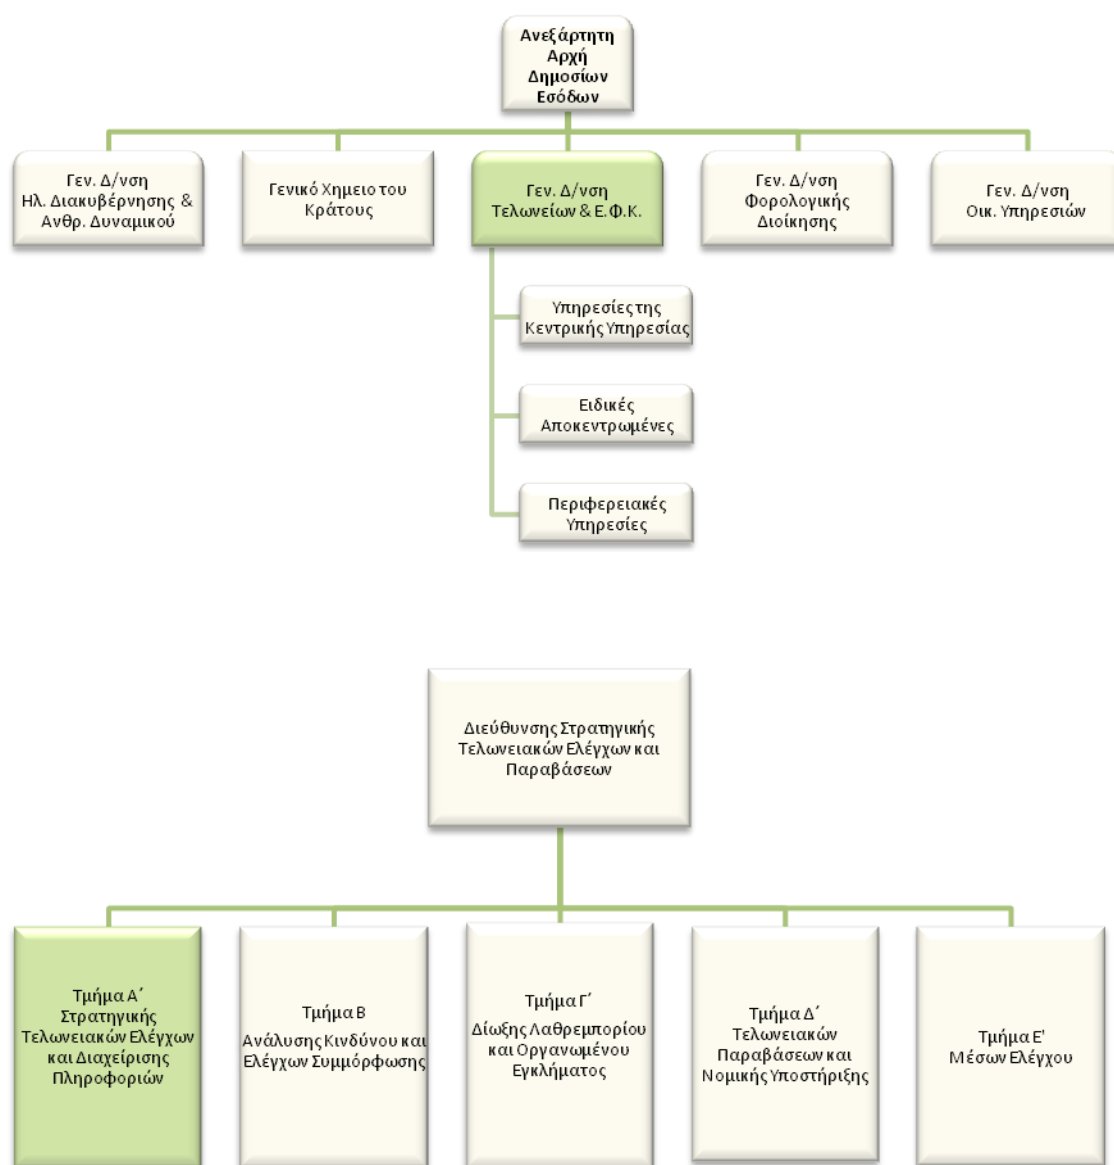 Ανεξάρτητη
Αρχή
Δημοσίων
Εσόδων
Γεν. Δ/νση
Ηλ. Διακυβέρνησης &
Ανθρ. Δυναμικού
Γενικό Χημειο του
Κράτους
Γεν. Δ/νση
Τελωνείων & Ε.Φ.Κ.
Γεν. Δ/νση
Φορολογικής
Διοίκησης
Γεν. Δ/νση
Οικ. Υπηρεσιών
Υπηρεσίες της
Κεντρικής Υπηρεσίας
Ειδικές
Αποκεντρωμένες
Περιφερειακές
Υπηρεσίες
Διεύθυνσης Στρατηγικής
Τελωνειακών Ελέγχων και
Παραβάσεων
Τμήμα Α΄
Στρατηγικής
Τελωνειακών Ελέγχων
και Διαχείρισης
Πληροφοριών
Τμήμα Β
Ανάλυσης Κινδύνου και
Ελέγχων Συμμόρφωσης
Τμήμα Γ΄
Δίωξης Λαθρεμπορίου
και Οργανωμένου
Εγκλήματος
Τμήμα Δ΄
Τελωνειακών
Παραβάσεων και
Νομικής Υποστήριξης
Τμήμα Ε'
Μέσων Ελέγχου